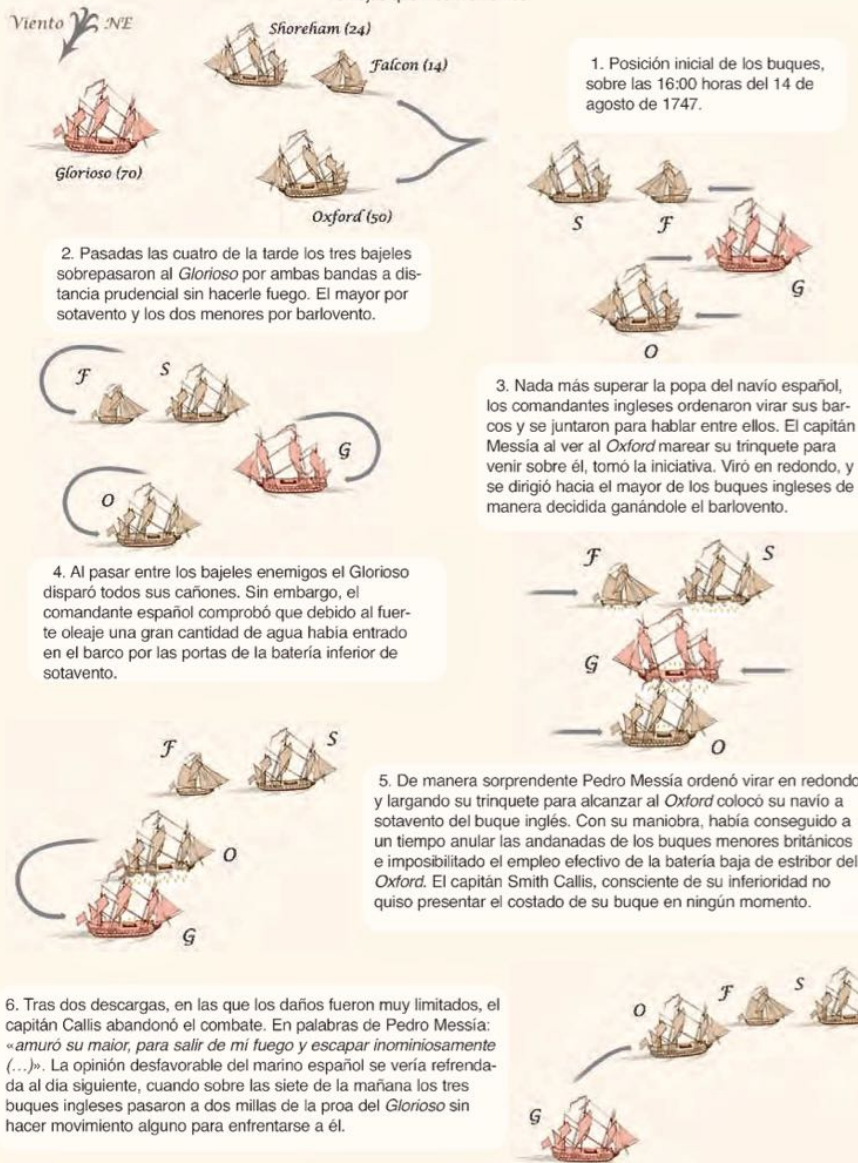 Viento NE
Shoreham (24)
Falcon (14)
Glorioso (70)
Oxford (50)
1. Posición inicial de los buques,
sobre las 16:00 horas del 14 de
agosto de 1747.
S
F
G
O
2. Pasadas las cuatro de la tarde los tres bajeles
sobrepasaron al Glorioso por ambas bandas a dis-
tancia prudencial sin hacerle fuego. El mayor por
sotavento y los dos menores por barlovento.
F
S
G
O
3. Nada más superar la popa del navío español,
los comandantes ingleses ordenaron virar sus bar-
cos y se juntaron para hablar entre ellos. El capitán
Messía al ver al Oxford marear su trinquete para
venir sobre él, tomó la iniciativa. Viró en redondo, y
se dirigió hacia el mayor de los buques ingleses de
manera decidida ganándole el barlovento.
4. Al pasar entre los bajeles enemigos el Glorioso
disparó todos sus cañones. Sin embargo, el
comandante español comprobó que debido al fuer-
te oleaje una gran cantidad de agua habia entrado
en el barco por las portas de la batería inferior de
sotavento.
F
S
G
O
F
S
O
G
5. De manera sorprendente Pedro Messía ordenó virar en redondo
y largando su trinquete para alcanzar al Oxford colocó su navío a
sotavento del buque inglés. Con su maniobra, había conseguido a
un tiempo anular las andanadas de los buques menores británicos
e imposibilitado el empleo efectivo de la batería baja de estribor del
Oxford. El capitán Smith Callis, consciente de su inferioridad no
quiso presentar el costado de su buque en ningún momento.
6. Tras dos descargas, en las que los daños fueron muy limitados, el
capitán Callis abandonó el combate. En palabras de Pedro Messía:
«amuró su maior, para salir de mi fuego y escapar inominiosamente
(...)». La opinión desfavorable del marino español se vería refrenda-
da al día siguiente, cuando sobre las siete de la mañana los tres
buques ingleses pasaron a dos millas de la proa del Glorioso sin
hacer movimiento alguno para enfrentarse a él.
O
F
S
G